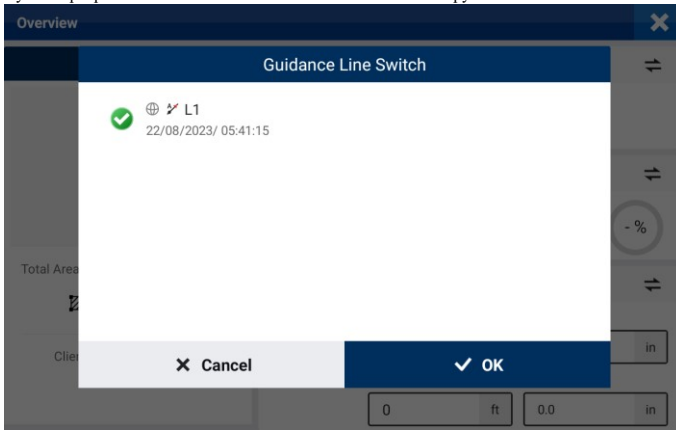 Overview
Guidance Line Switch
L1
22/08/2023/ 05:41:15
- %
Total Area
in
Cancel
OK
0 ft 0.0 in